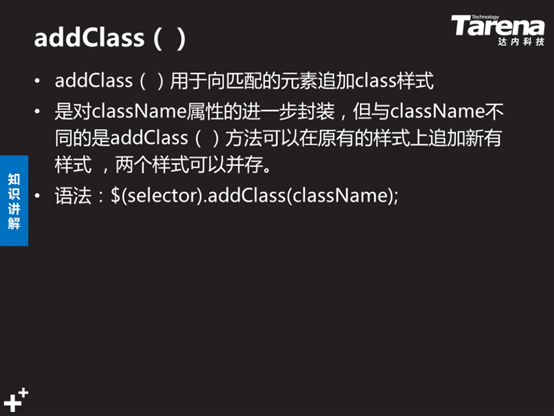 addClass（ ）
Technology
Tarena
达内科技
• addClass（ ）用于向匹配的元素追加class样式
• 是对className属性的进一步封装，但与className不
同的是addClass（ ）方法可以在原有的样式上追加新有
样式 ，两个样式可以并存。
• 语法：$(selector).addClass(className);
知
识
讲
解